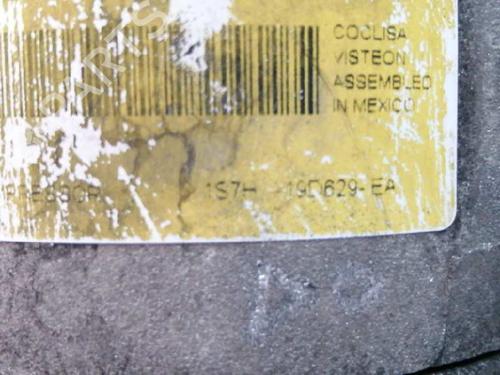 COCLISA
VISTEON
ASSEMBLED
IN MEXICO
1S7H 19D629-EA